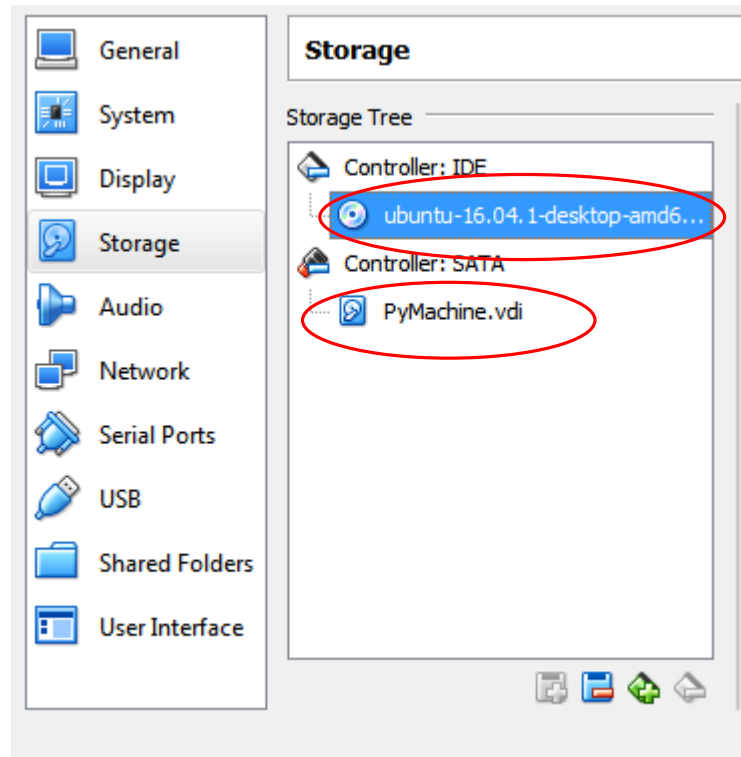 General
System
Display
Storage
Audio
Network
Serial Ports
USB
Shared Folders
User Interface
Storage
Storage Tree
Controller: IDE
ubuntu-16.04.1-desktop-amd6...
Controller: SATA
PyMachine.vdi